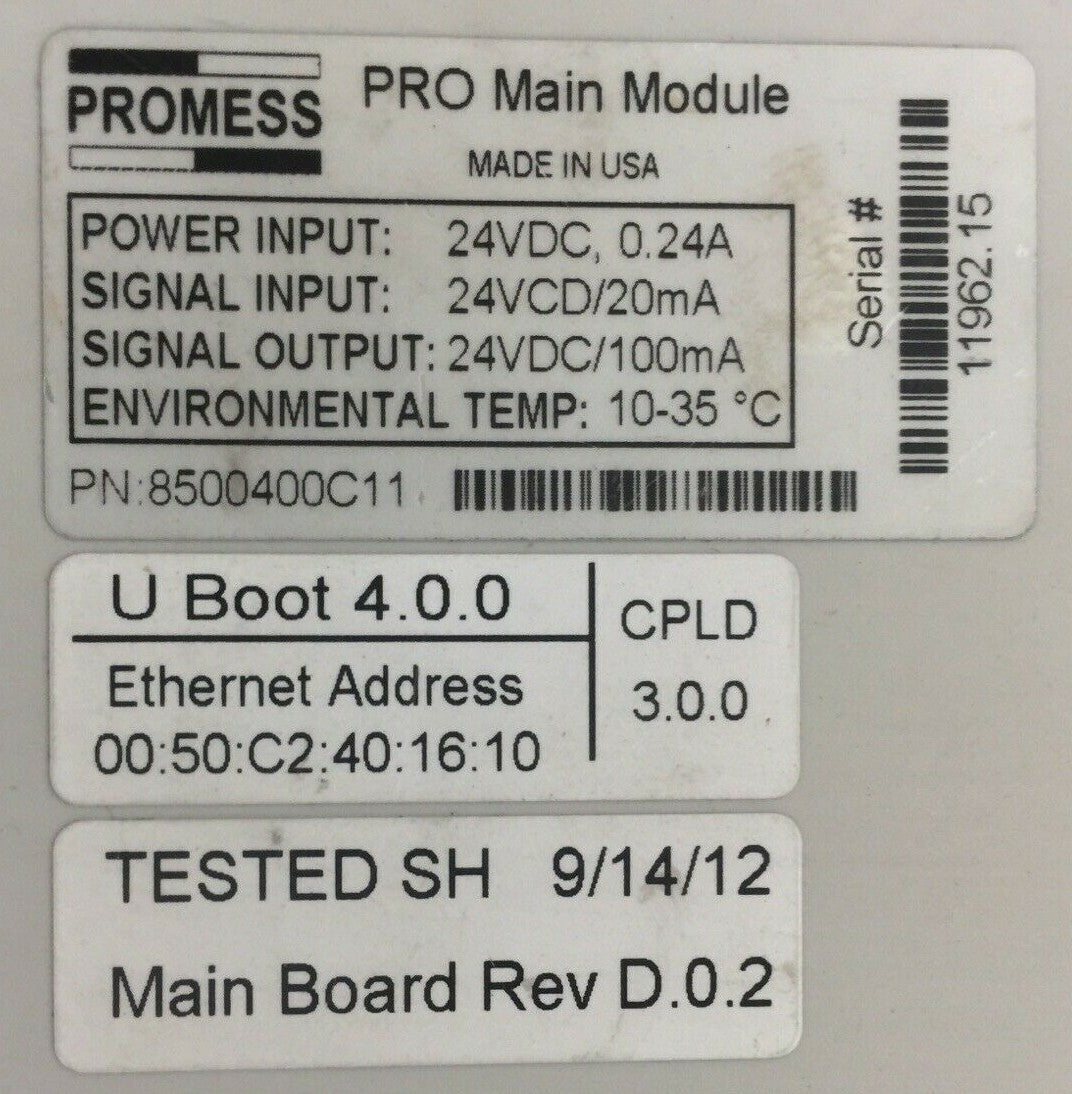 PROMESS
PRO Main Module
MADE IN USA
POWER INPUT: 24VDC, 0.24A
SIGNAL INPUT: 24VCD/20mA
SIGNAL OUTPUT: 24VDC/100mA
ENVIRONMENTAL TEMP: 10-35 °C
PN:8500400C11
Serial #
11962.15
U Boot 4.0.0
Ethernet Address
00:50:C2:40:16:10
CPLD
3.0.0
TESTED SH 9/14/12
Main Board Rev D.0.2